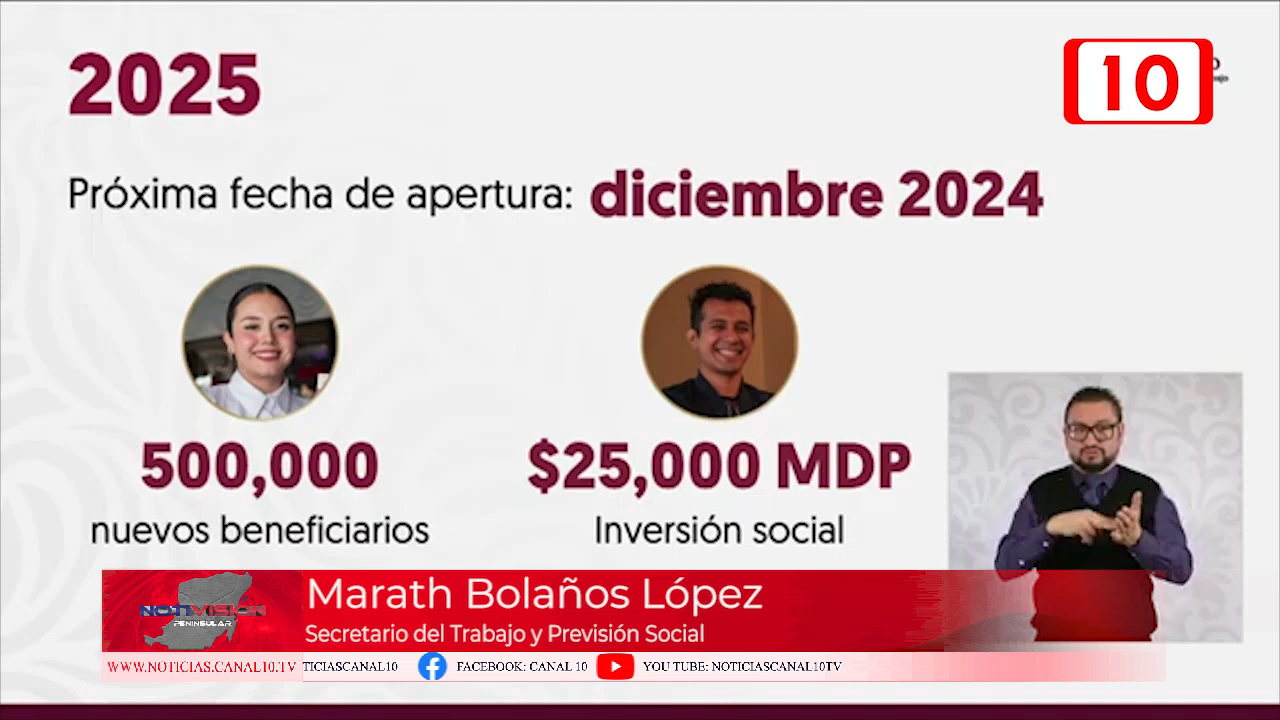 2025
10
Próxima fecha de apertura: diciembre 2024
500,000
nuevos beneficiarios
$25,000 MDP
Inversión social
Marath Bolaños López
Secretario del Trabajo y Previsión Social
NOTIVISION
PENINSULAR
WWW.NOTICIAS.CANAL10.TV TICIASCANAL10 FACEBOOK: CANAL 10 YOU TUBE: NOTICIASCANAL10TV